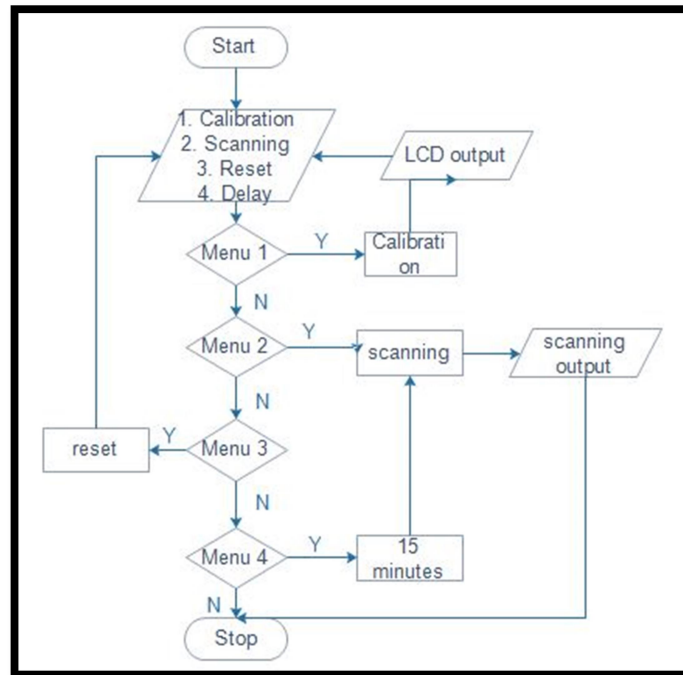 Start
1. Calibration
2. Scanning
3. Reset
4. Delay
LCD output
Menu 1
Y
Calibrati
on
N
Menu 2
Y
scanning
scanning
output
N
Menu 3
Y
reset
N
Menu 4
Y
15
minutes
N
Stop